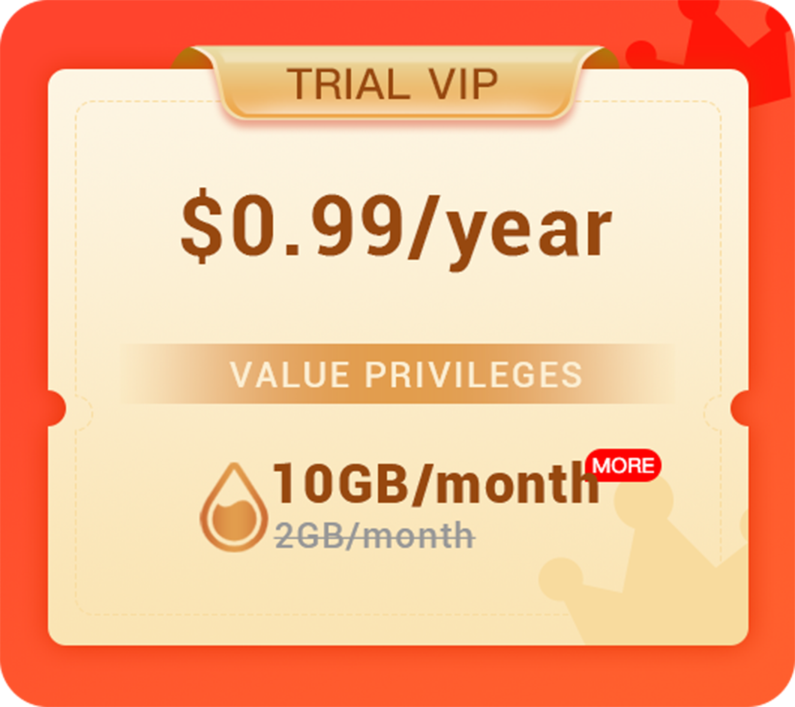 TRIAL VIP
$0.99/year
VALUE PRIVILEGES
10GB/month
MORE
2GB/month